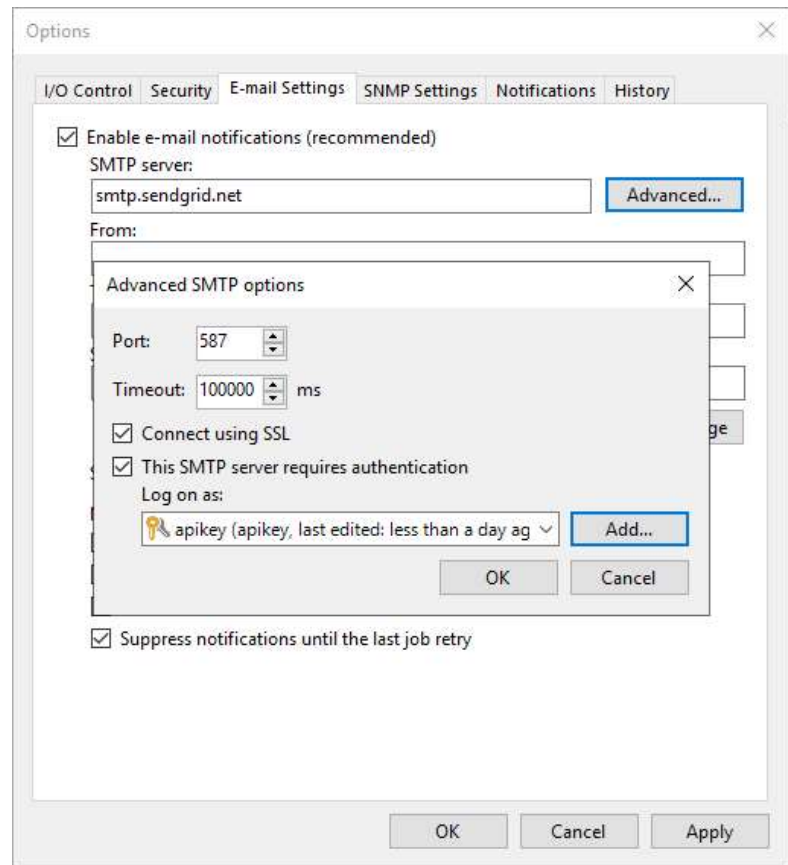 Options
I/O Control Security E-mail Settings SNMP Settings Notifications History
Enable e-mail notifications (recommended)
SMTP server:
smtp.sendgrid.net Advanced...
From:
Advanced SMTP options
Port: 587
Timeout: 100000 ms
Connect using SSL
This SMTP server requires authentication
Log on as:
apikey (apikey, last edited: less than a day ag Add...
OK Cancel
Suppress notifications until the last job retry
OK Cancel Apply